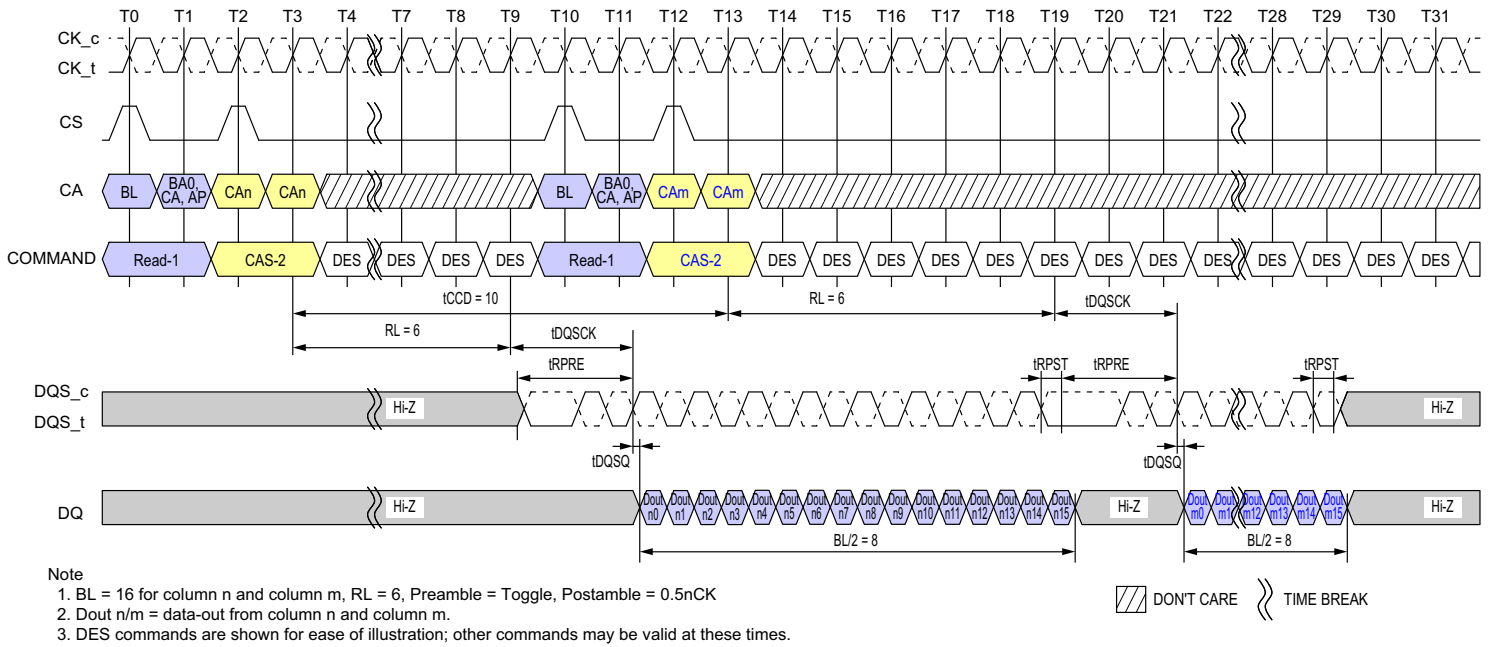 T0 T1 T2 T3 T4 T7 T8 T9 T10 T11 T12 T13 T14 T15 T16 T17 T18 T19 T20 T21 T22 T28 T29 T30 T31
CK_c
CK_t
CS
CA BL BA0, CA, AP CAn CAn BL BA0, CA, AP CAm CAm
COMMAND Read-1 CAS-2 DES DES DES DES Read-1 CAS-2 DES DES DES DES DES DES DES DES DES DES DES DES DES
tCCD = 10 RL = 6 tDQSCK
RL = 6 tDQSCK
tRPRE tRPST tRPRE tRPST
DQS_c
DQS_t
Hi-Z Hi-Z
tDQSQ tDQSQ
DQ Hi-Z Dout n0 Dout n1 Dout n2 Dout n3 Dout n4 Dout n5 Dout n6 Dout n7 Dout n8 Dout n9 Dout n10 Dout n11 Dout n12 Dout n13 Dout n14 Dout n15 Hi-Z Dout m0 Dout m1 Dout m12 Dout m13 Dout m14 Dout m15 Hi-Z
BL/2 = 8 BL/2 = 8
Note
1. BL = 16 for column n and column m, RL = 6, Preamble = Toggle, Postamble = 0.5nCK
2. Dout n/m = data-out from column n and column m.
3. DES commands are shown for ease of illustration; other commands may be valid at these times.
DON'T CARE TIME BREAK